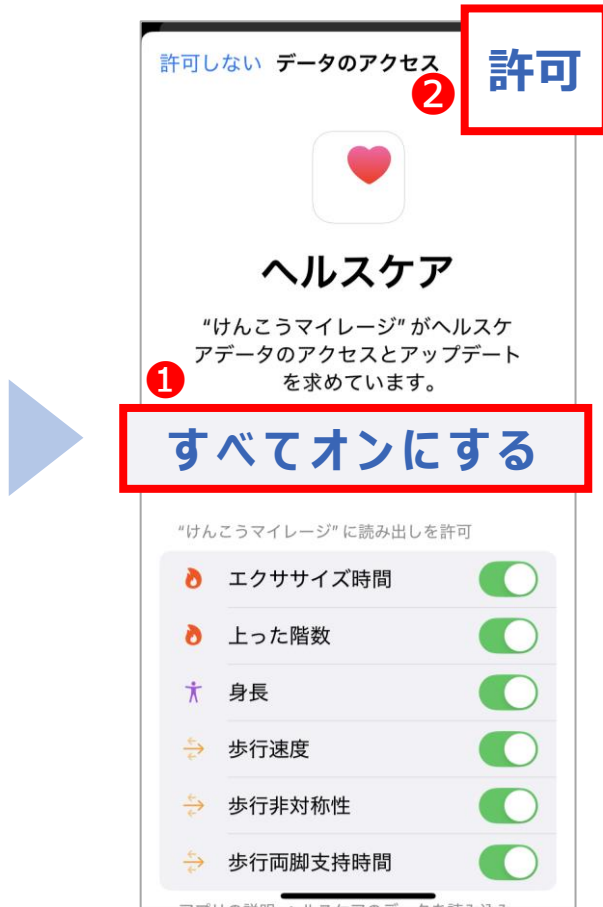 許可しない データのアクセス
❷
許可
ヘルスケア
“けんこうマイレージ” がヘルスケ
アデータのアクセスとアップデート
を求めています。
❶
すべてオンにする
“けんこうマイレージ” に読み出しを許可
エクササイズ時間
上った階数
身長
歩行速度
歩行非対称性
歩行両脚支持時間